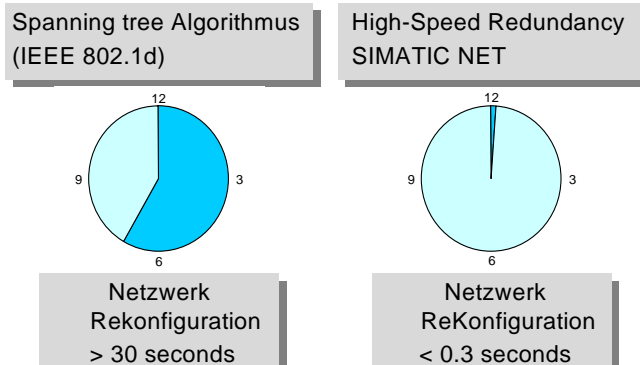 Spanning tree Algorithmus
(IEEE 802.1d)
High-Speed Redundancy
SIMATIC NET
12
9
3
6
12
9
3
6
Netzwerk
Rekonfiguration
> 30 seconds
Netzwerk
ReKonfiguration
< 0.3 seconds